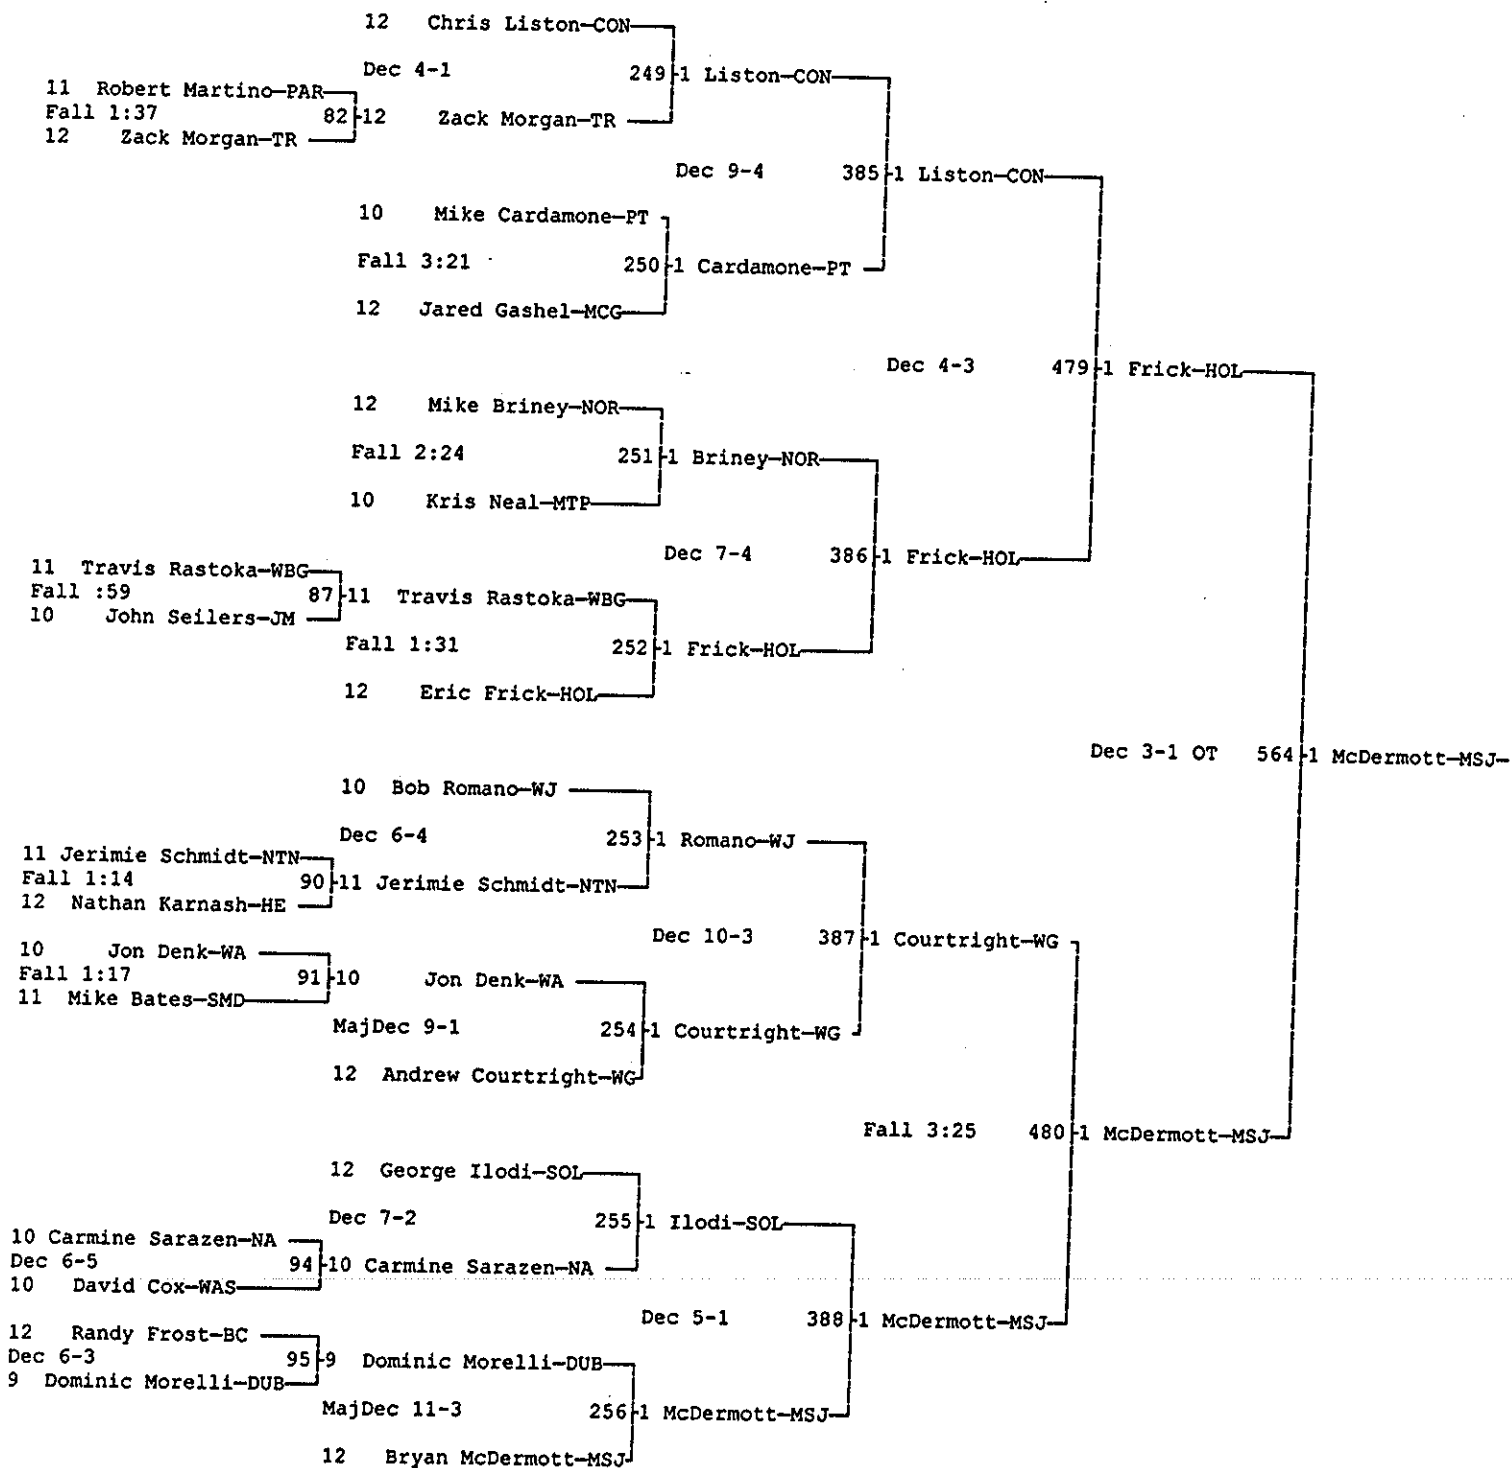 12 Chris Liston-CON
Dec 4-1 249 1 Liston-CON
11 Robert Martino-PAR
Fall 1:37 82 12 Zack Morgan-TR
12 Zack Morgan-TR
Dec 9-4 385 1 Liston-CON
10 Mike Cardamone-PT
Fall 3:21 250 1 Cardamone-PT
12 Jared Gashel-MCG
Dec 4-3 479 1 Frick-HOL
12 Mike Briney-NOR
Fall 2:24 251 1 Briney-NOR
10 Kris Neal-MTP
Dec 7-4 386 1 Frick-HOL
11 Travis Rastoka-WBG
Fall :59 87 11 Travis Rastoka-WBG
10 John Seilers-JM
Fall 1:31 252 1 Frick-HOL
12 Eric Frick-HOL
Dec 3-1 OT 564 1 McDermott-MSJ
10 Bob Romano-WJ
Dec 6-4 253 1 Romano-WJ
11 Jerimie Schmidt-NTN
Fall 1:14 90 11 Jerimie Schmidt-NTN
12 Nathan Karnash-HE
Dec 10-3 387 1 Courtright-WG
10 Jon Denk-WA
Fall 1:17 91 10 Jon Denk-WA
11 Mike Bates-SMD
MajDec 9-1 254 1 Courtright-WG
12 Andrew Courtright-WG
Fall 3:25 480 1 McDermott-MSJ
12 George Ilodi-SOL
Dec 7-2 255 1 Ilodi-SOL
10 Carmine Sarazen-NA
Dec 6-5 94 10 Carmine Sarazen-NA
10 David Cox-WAS
Dec 5-1 388 1 McDermott-MSJ
12 Randy Frost-BC
Dec 6-3 95 9 Dominic Morelli-DUB
9 Dominic Morelli-DUB
MajDec 11-3 256 1 McDermott-MSJ
12 Bryan McDermott-MSJ